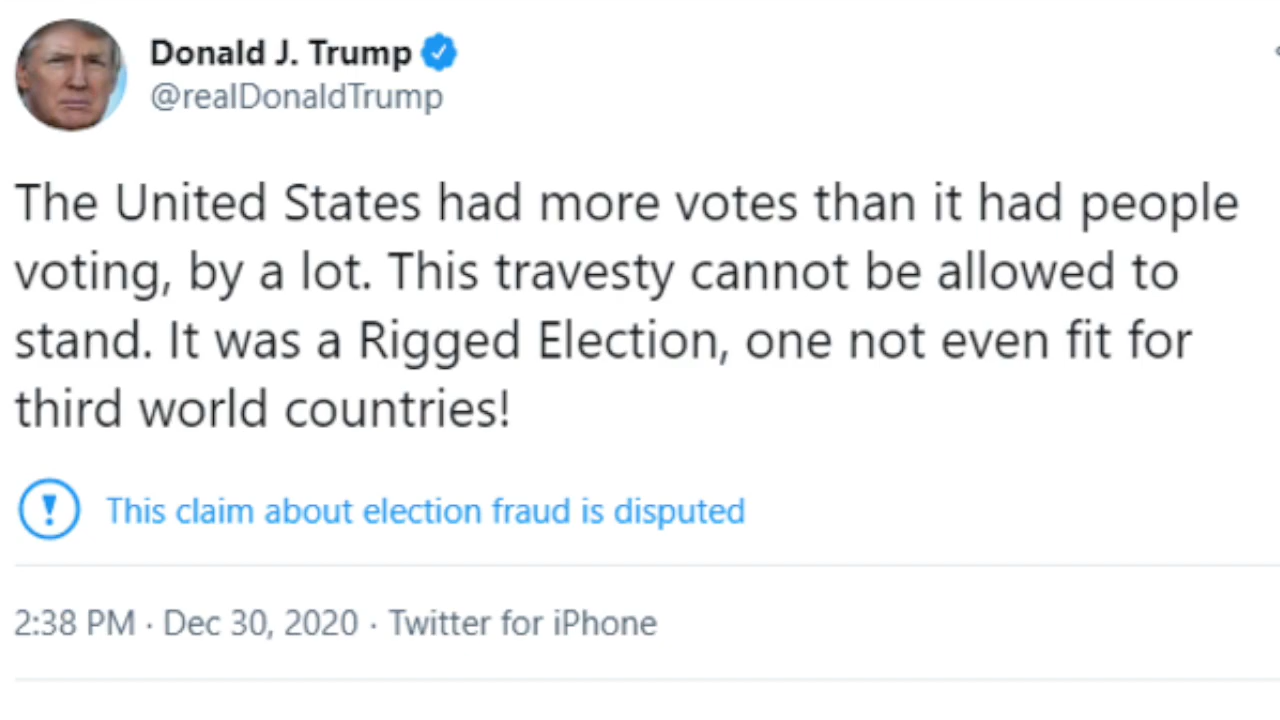 Donald J. Trump
@realDonaldTrump
The United States had more votes than it had people
voting, by a lot. This travesty cannot be allowed to
stand. It was a Rigged Election, one not even fit for
third world countries!
This claim about election fraud is disputed
2:38 PM · Dec 30, 2020 · Twitter for iPhone